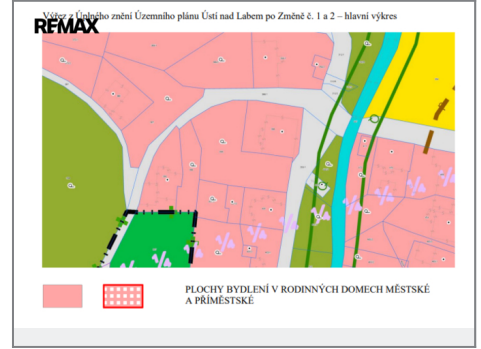 Výřez z Úplného znění Územního plánu Ústí nad Labem po Změně č. 1 a 2 – hlavní výkres
RE/MAX
PLOCHY BYDLENÍ V RODINNÝCH DOMECH MĚSTSKÉ
A PŘÍMĚSTSKÉ